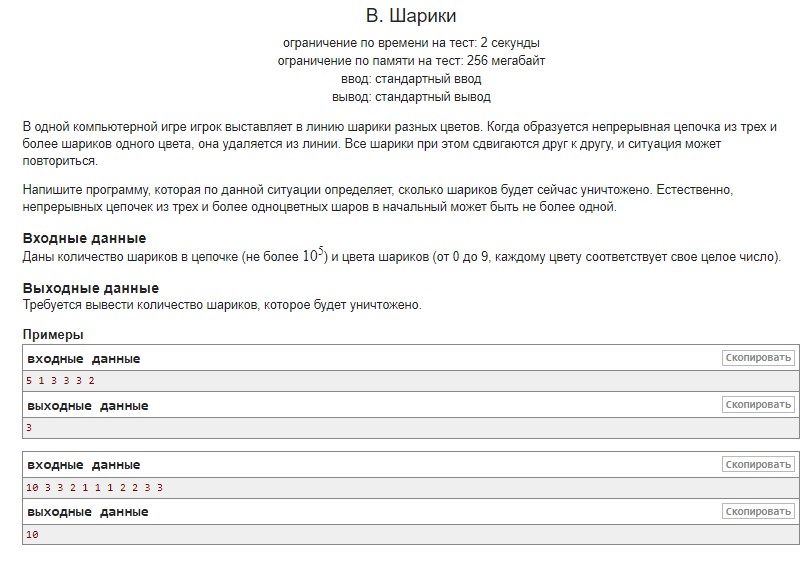 В. Шарики
ограничение по времени на тест: 2 секунды
ограничение по памяти на тест: 256 мегабайт
ввод: стандартный ввод
вывод: стандартный вывод
В одной компьютерной игре игрок выставляет в линию шарики разных цветов. Когда образуется непрерывная цепочка из трех и
более шариков одного цвета, она удаляется из линии. Все шарики при этом сдвигаются друг к другу, и ситуация может
повториться.
Напишите программу, которая по данной ситуации определяет, сколько шариков будет сейчас уничтожено. Естественно,
непрерывных цепочек из трех и более одноцветных шаров в начальный может быть не более одной.
Входные данные
Даны количество шариков в цепочке (не более 10⁵) и цвета шариков (от 0 до 9, каждому цвету соответствует свое целое число).
Выходные данные
Требуется вывести количество шариков, которое будет уничтожено.
Примеры
входные данные Скопировать
5 1 3 3 3 2
выходные данные Скопировать
3
входные данные Скопировать
10 3 3 2 1 1 1 2 2 3 3
выходные данные Скопировать
10